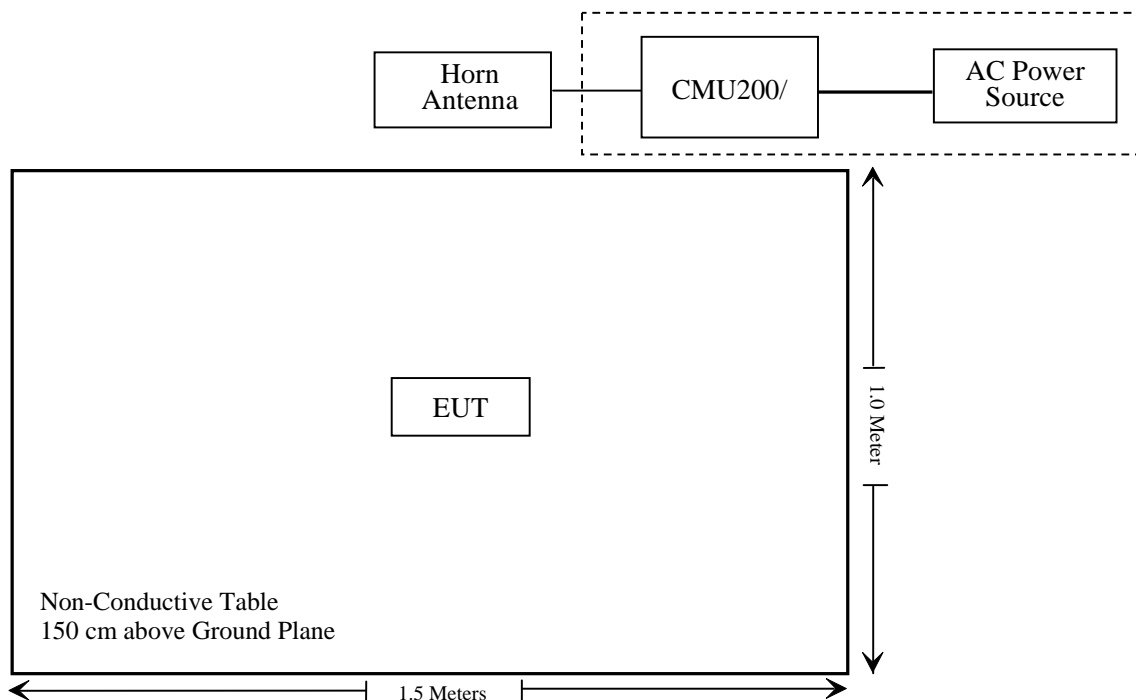 Horn
Antenna
CMU200/
AC Power
Source
EUT
1.0 Meter
Non-Conductive Table
150 cm above Ground Plane
1.5 Meters